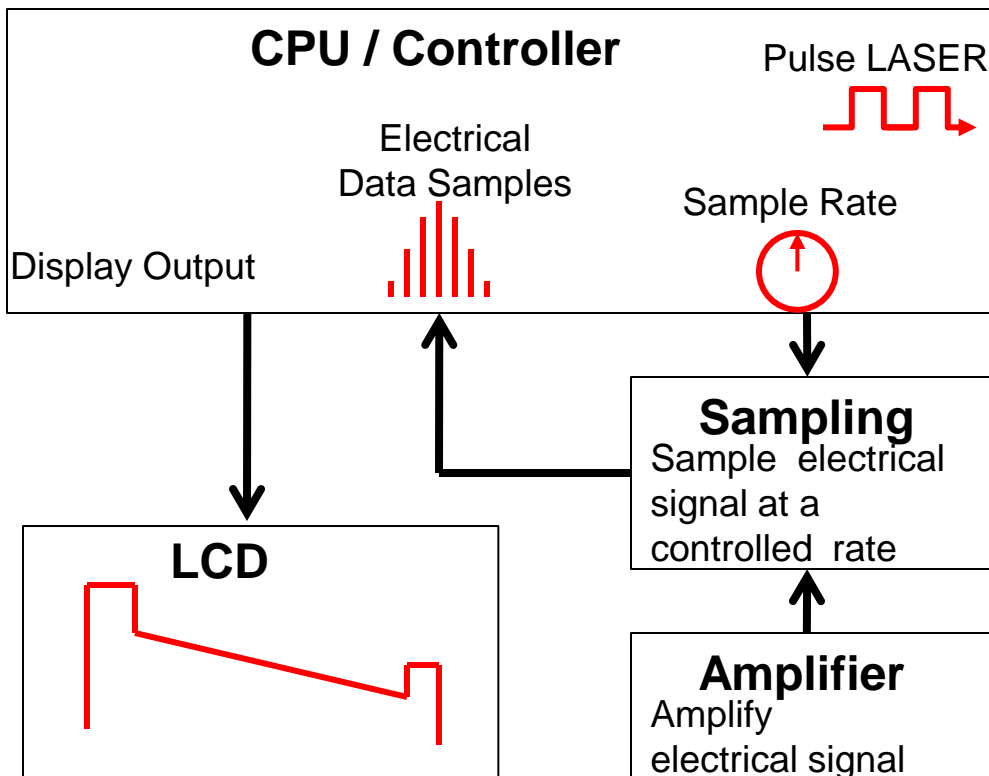 CPU / Controller
Pulse LASER
Electrical
Data Samples
Sample Rate
Display Output
Sampling
Sample electrical
signal at a
controlled rate
LCD
Amplifier
Amplify
electrical signal